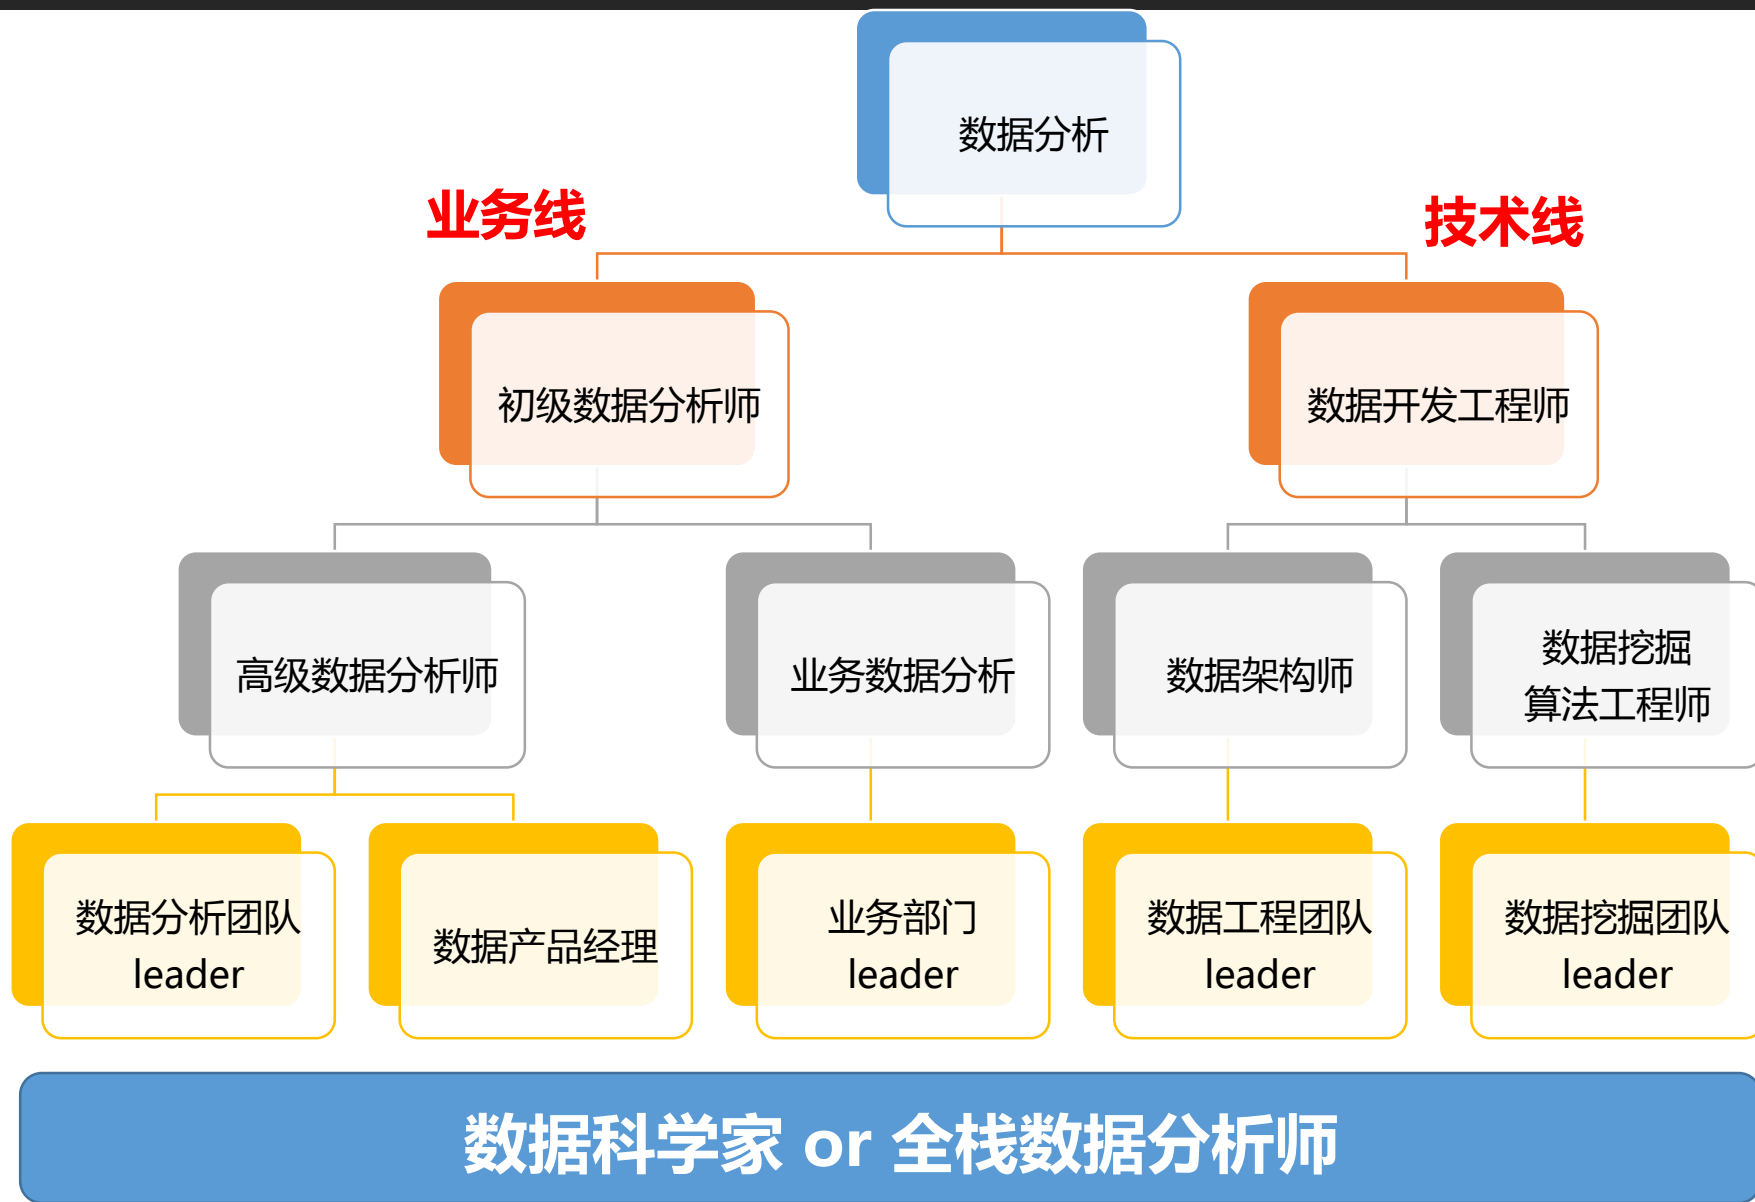 数据分析
业务线
技术线
初级数据分析师
数据开发工程师
高级数据分析师
业务数据分析
数据架构师
数据挖掘
算法工程师
数据分析团队
leader
数据产品经理
业务部门
leader
数据工程团队
leader
数据挖掘团队
leader
数据科学家 or 全栈数据分析师